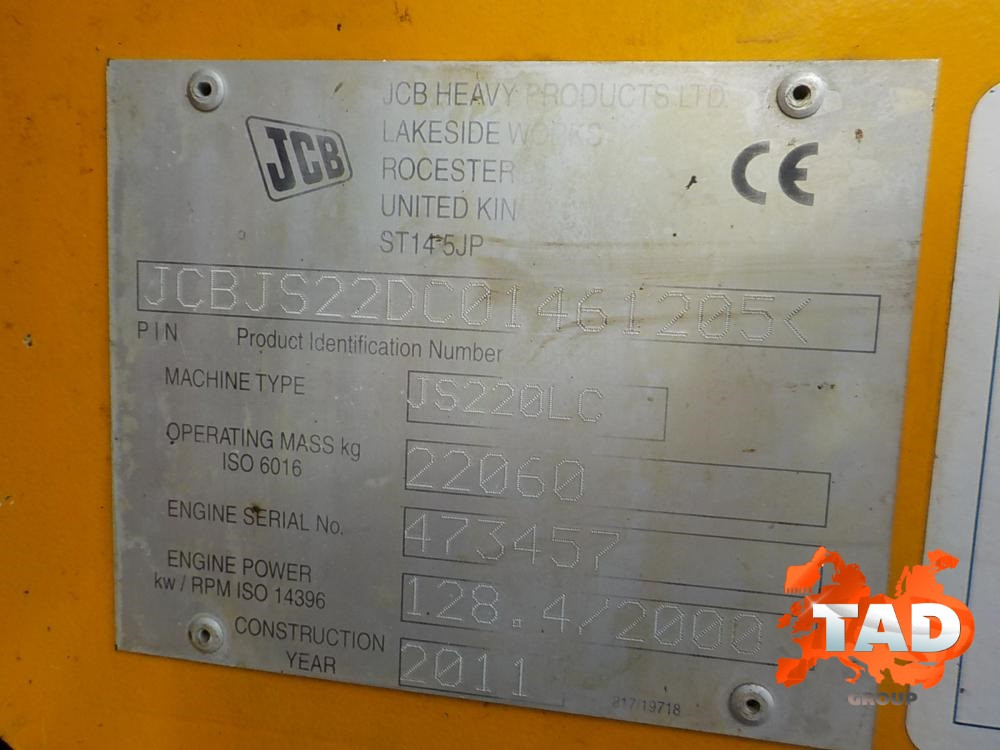 JCB HEAVY PRODUCTS LTD.
JCB
LAKESIDE WORKS
CE
ROCESTER
UNITED KIN
ST14 5JP
JCBJS22DC01461205<
PIN Product Identification Number
MACHINE TYPE JS220LC
OPERATING MASS kg
ISO 6016
22060
ENGINE SERIAL No. 473457
ENGINE POWER
kw / RPM ISO 14396
128.4/2000
CONSTRUCTION
YEAR
2011
817/19718
TAD
GROUP